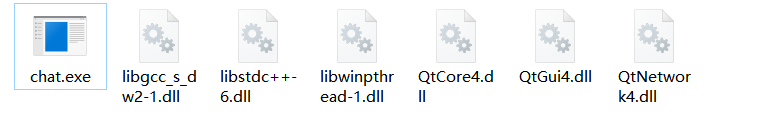 chat.exe
libgcc_s_d
w2-1.dll
libstdc++-
6.dll
libwinpthr
ead-1.dll
QtCore4.d
ll
QtGui4.dll
QtNetwor
k4.dll